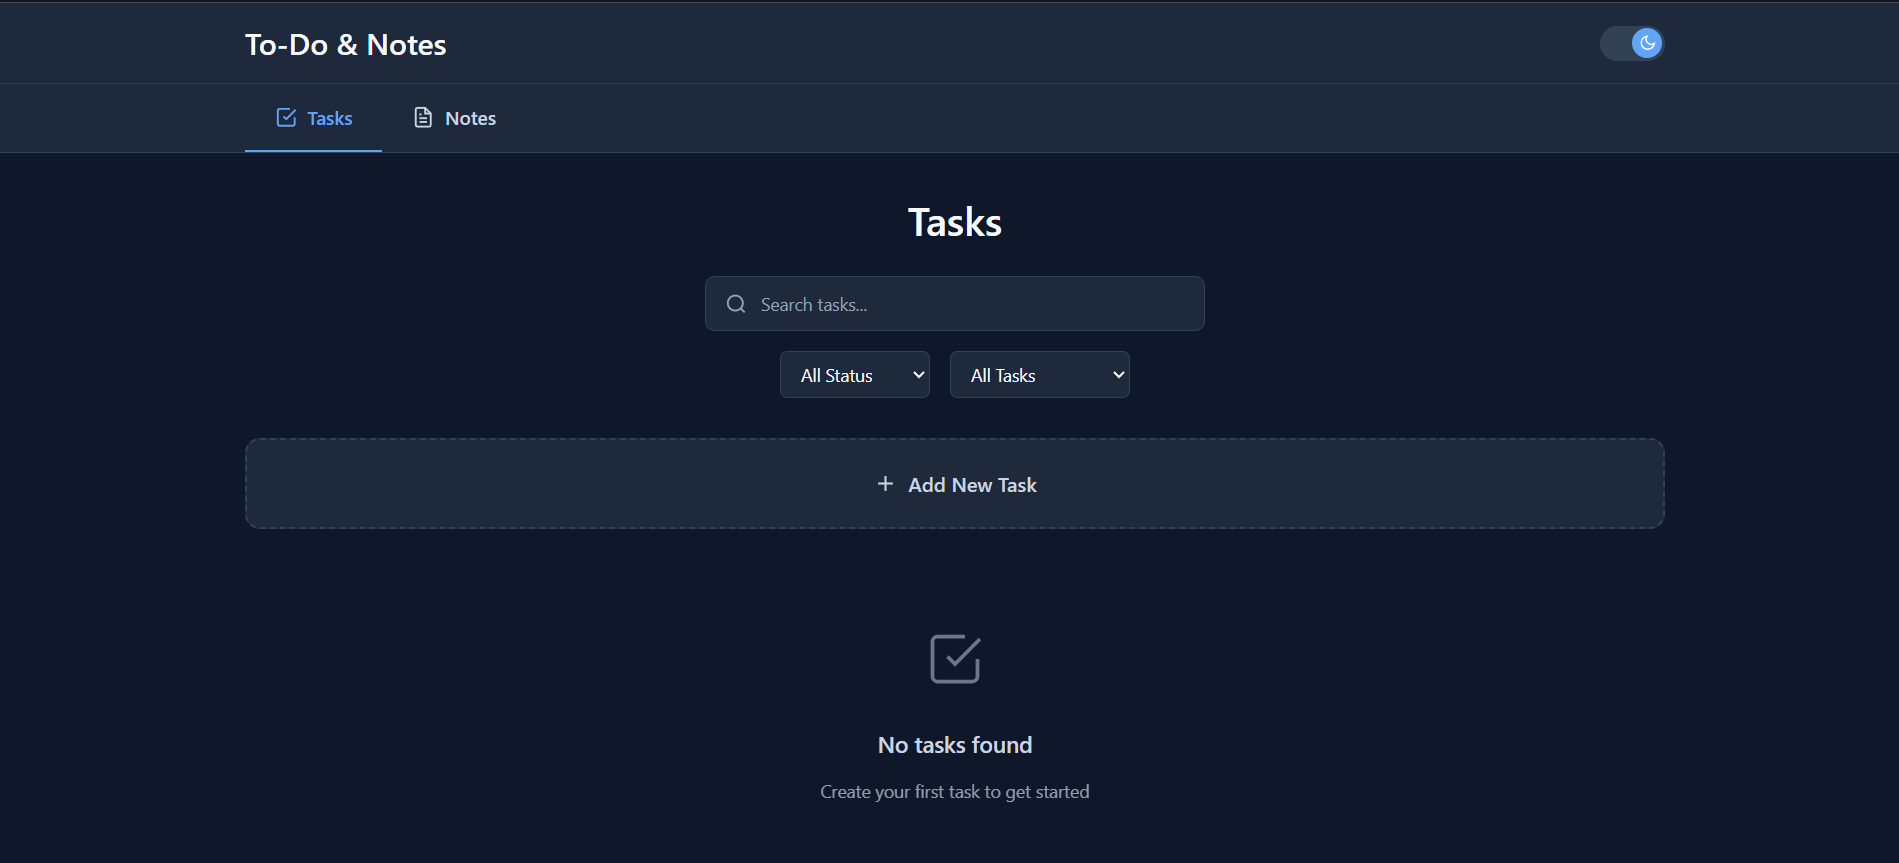 To-Do & Notes
Tasks
Notes
Tasks
Search tasks...
All Status
All Tasks
Add New Task
No tasks found
Create your first task to get started